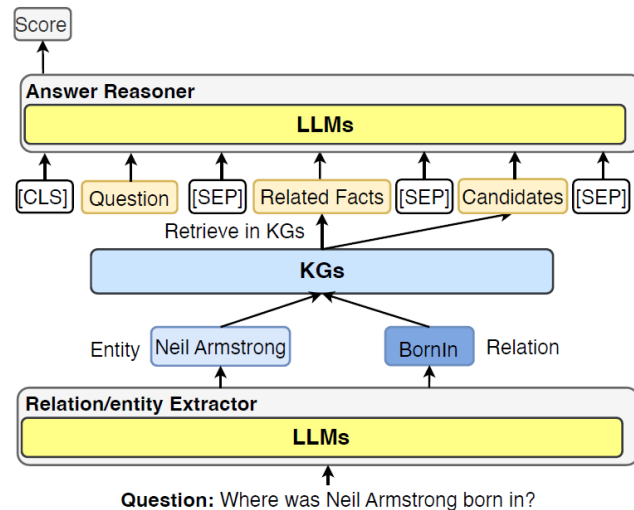 Score
Answer Reasoner
LLMs
[CLS] Question [SEP] Related Facts [SEP] Candidates [SEP]
Retrieve in KGs
KGs
Entity Neil Armstrong BornIn Relation
Relation/entity Extractor
LLMs
Question: Where was Neil Armstrong born in?